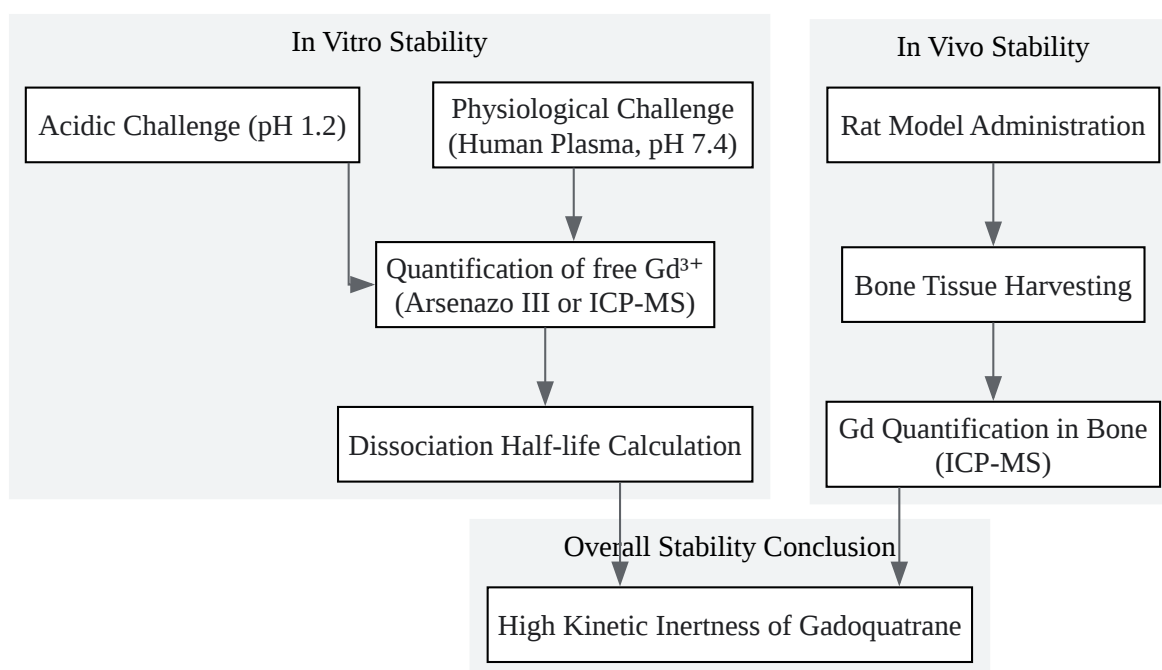 In Vitro Stability
Acidic Challenge (pH 1.2)
Physiological Challenge
(Human Plasma, pH 7.4)
Quantification of free Gd³⁺
(Arsenazo III or ICP-MS)
Dissociation Half-life Calculation
In Vivo Stability
Rat Model Administration
Bone Tissue Harvesting
Gd Quantification in Bone
(ICP-MS)
Overall Stability Conclusion
High Kinetic Inertness of Gadoquatrane